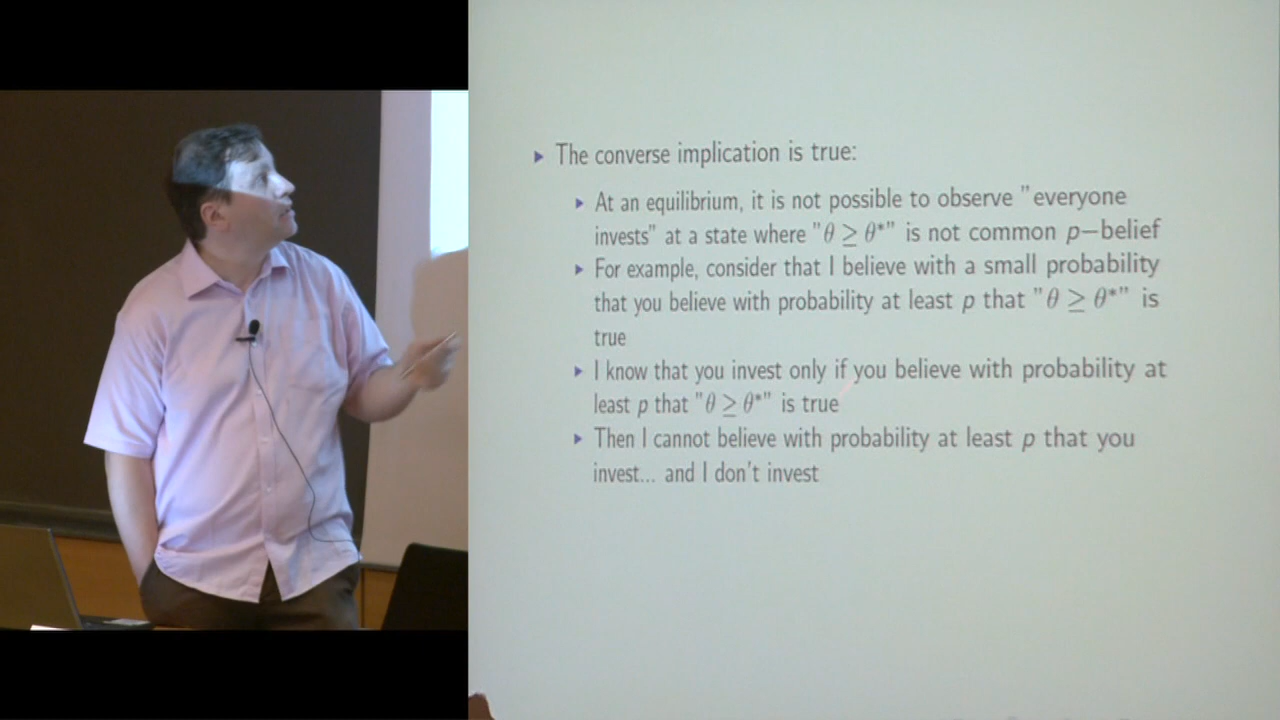 ▸ The converse implication is true:
▸ At an equilibrium, it is not possible to observe "everyone
invests" at a state where "θ ≥ θ*" is not common p−belief
▸ For example, consider that I believe with a small probability
that you believe with probability at least p that "θ ≥ θ*" is
true
▸ I know that you invest only if you believe with probability at
least p that "θ ≥ θ*" is true
▸ Then I cannot believe with probability at least p that you
invest... and I don't invest